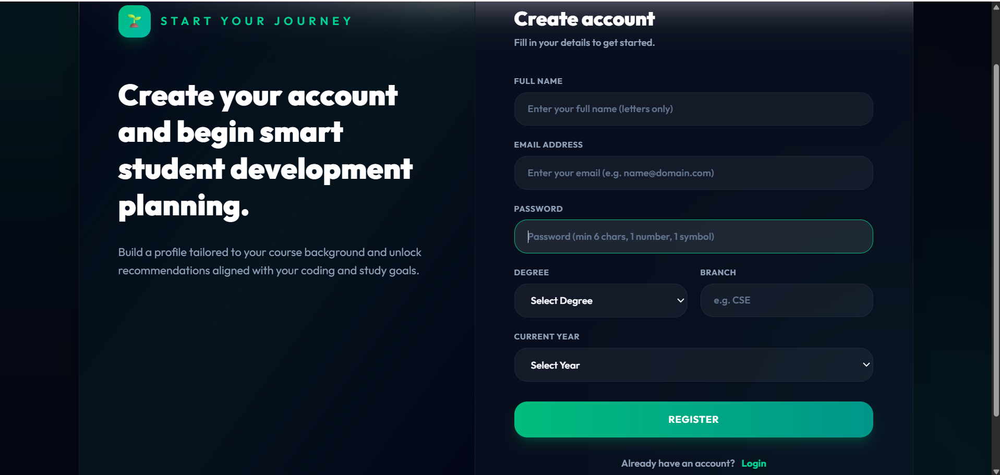 START YOUR JOURNEY
Create your account
and begin smart
student development
planning.
Build a profile tailored to your course background and unlock
recommendations aligned with your coding and study goals.
Create account
Fill in your details to get started.
FULL NAME
Enter your full name (letters only)
EMAIL ADDRESS
Enter your email (e.g. name@domain.com)
PASSWORD
Password (min 6 chars, 1 number, 1 symbol)
DEGREE
BRANCH
Select Degree
e.g. CSE
CURRENT YEAR
Select Year
REGISTER
Already have an account? Login